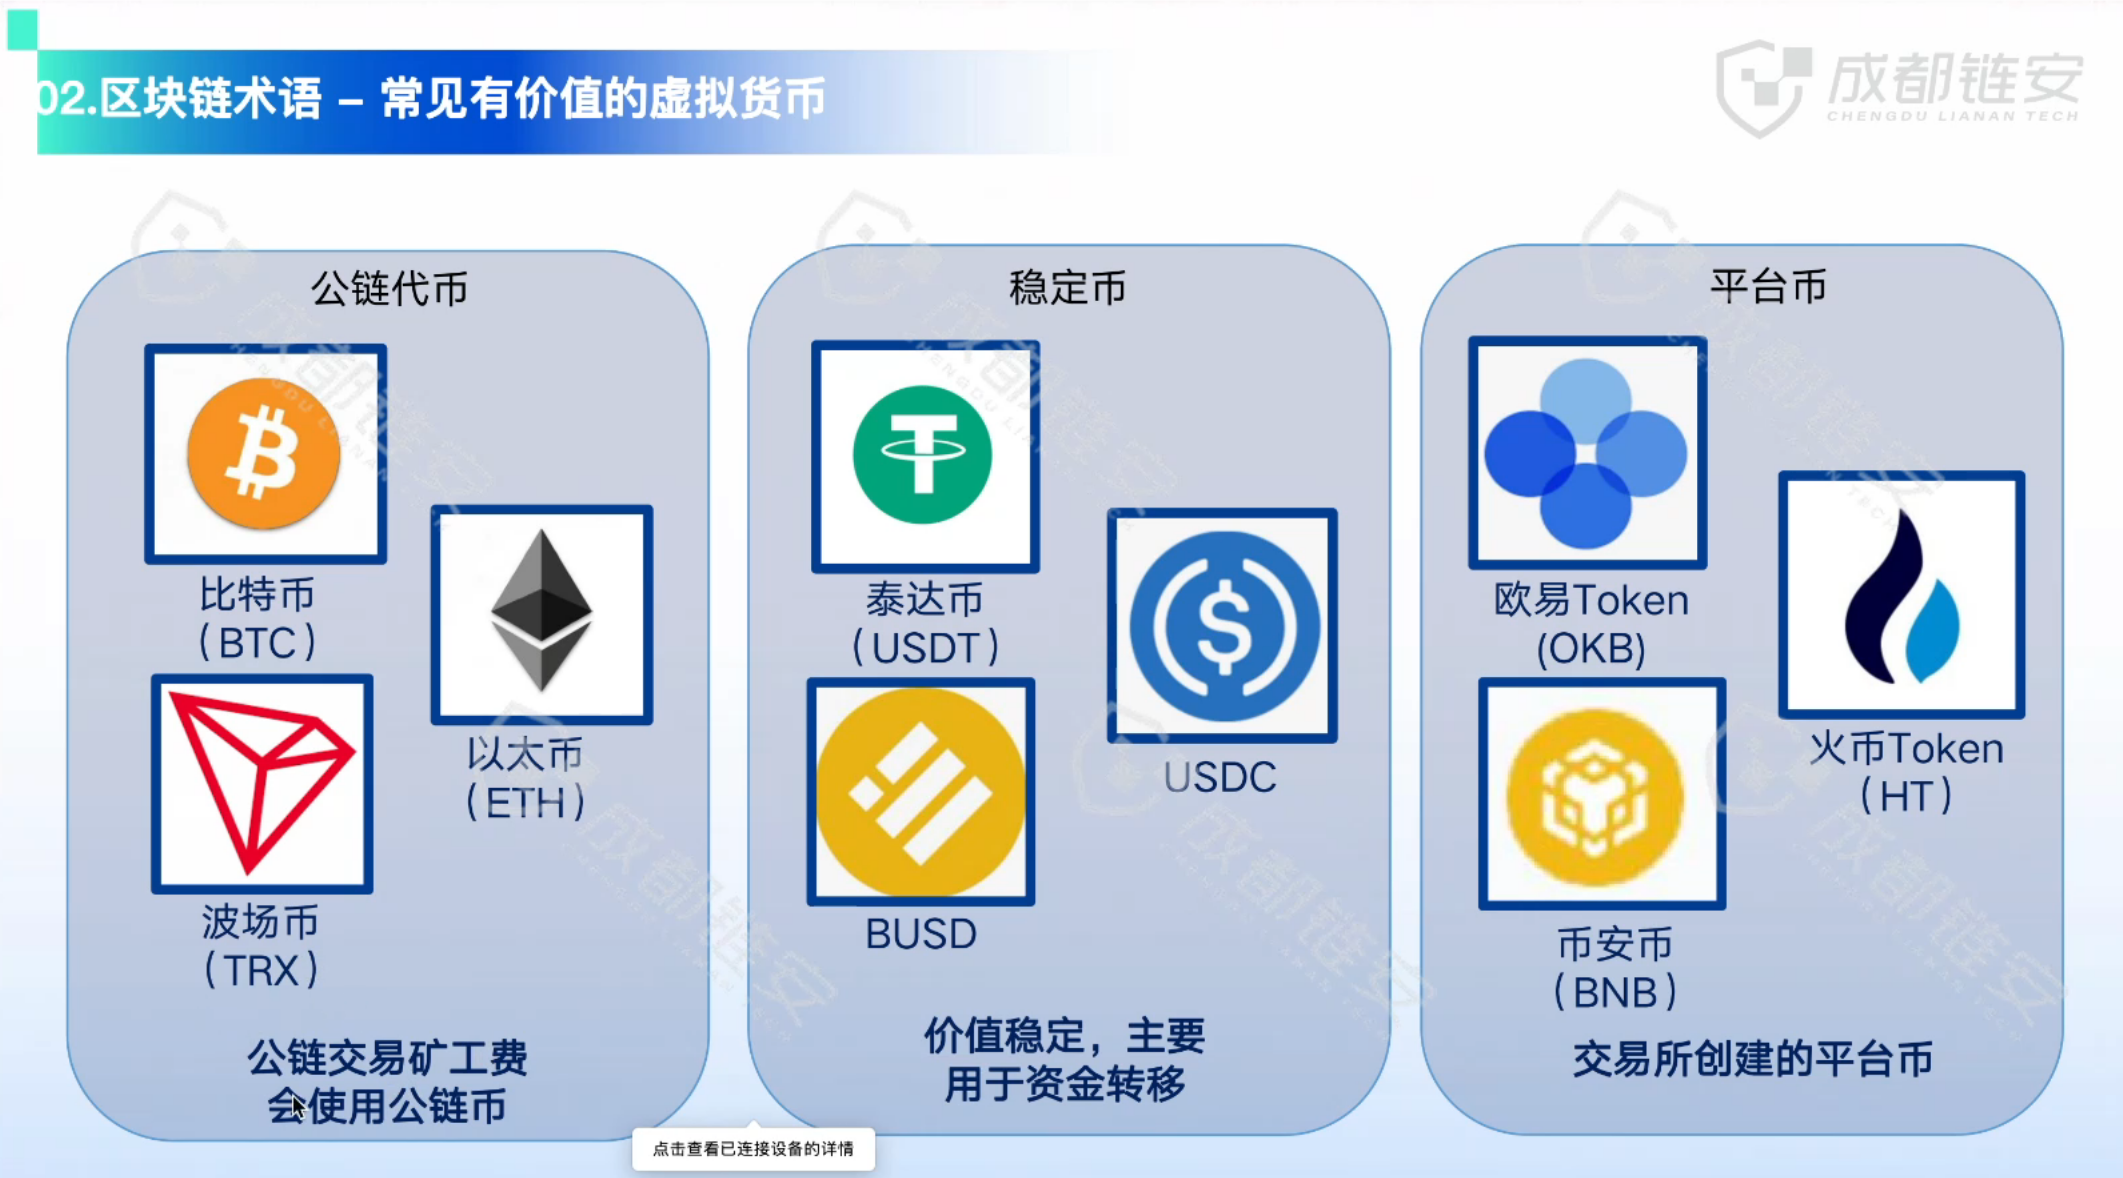 02.区块链术语 – 常见有价值的虚拟货币
成都链安
CHENGDU LIANAN TECH
公链代币
比特币
（BTC）
以太币
（ETH）
波场币
（TRX）
公链交易矿工费
会使用公链币
稳定币
泰达币
（USDT）
USDC
BUSD
价值稳定，主要
用于资金转移
平台币
欧易Token
(OKB)
火币Token
（HT）
币安币
（BNB）
交易所创建的平台币
点击查看已连接设备的详情